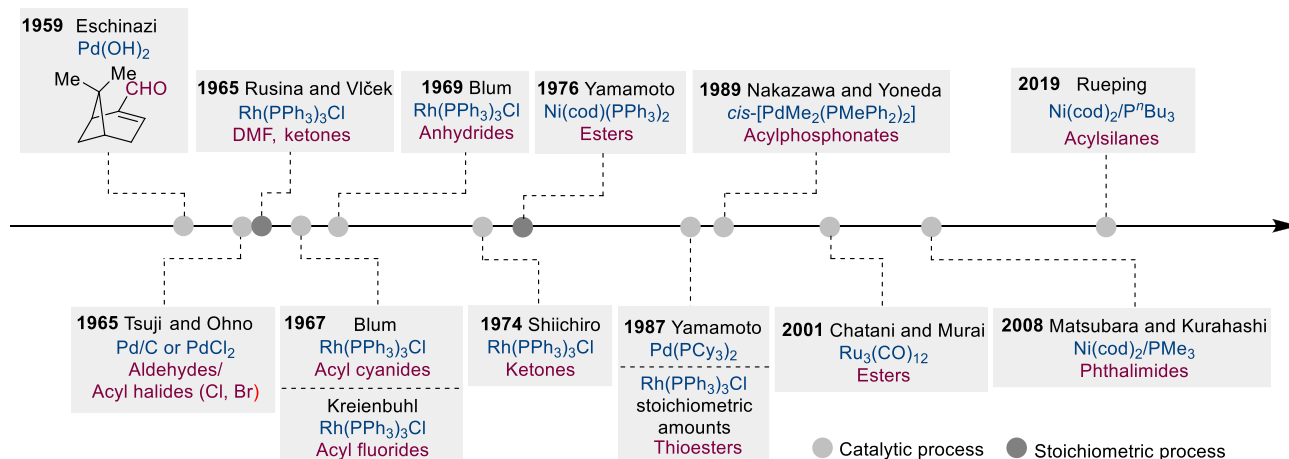 1959 Eschinazi
Pd(OH)2
Me
Me
CHO
1965 Rusina and Vlček
Rh(PPh3)3Cl
DMF, ketones
1969 Blum
Rh(PPh3)3Cl
Anhydrides
1976 Yamamoto
Ni(cod)(PPh3)2
Esters
1989 Nakazawa and Yoneda
cis-[PdMe2(PMePh2)2]
Acylphosphonates
2019 Rueping
Ni(cod)2/PnBu3
Acylsilanes
1965 Tsuji and Ohno
Pd/C or PdCl2
Aldehydes/
Acyl halides (Cl, Br)
1967 Blum
Rh(PPh3)3Cl
Acyl cyanides
Kreienbuhl
Rh(PPh3)3Cl
Acyl fluorides
1974 Shiichiro
Rh(PPh3)3Cl
Ketones
1987 Yamamoto
Pd(PCy3)2
Rh(PPh3)3Cl
stoichiometric
amounts
Thioesters
2001 Chatani and Murai
Ru3(CO)12
Esters
2008 Matsubara and Kurahashi
Ni(cod)2/PMe3
Phthalimides
Catalytic process
Stoichiometric process